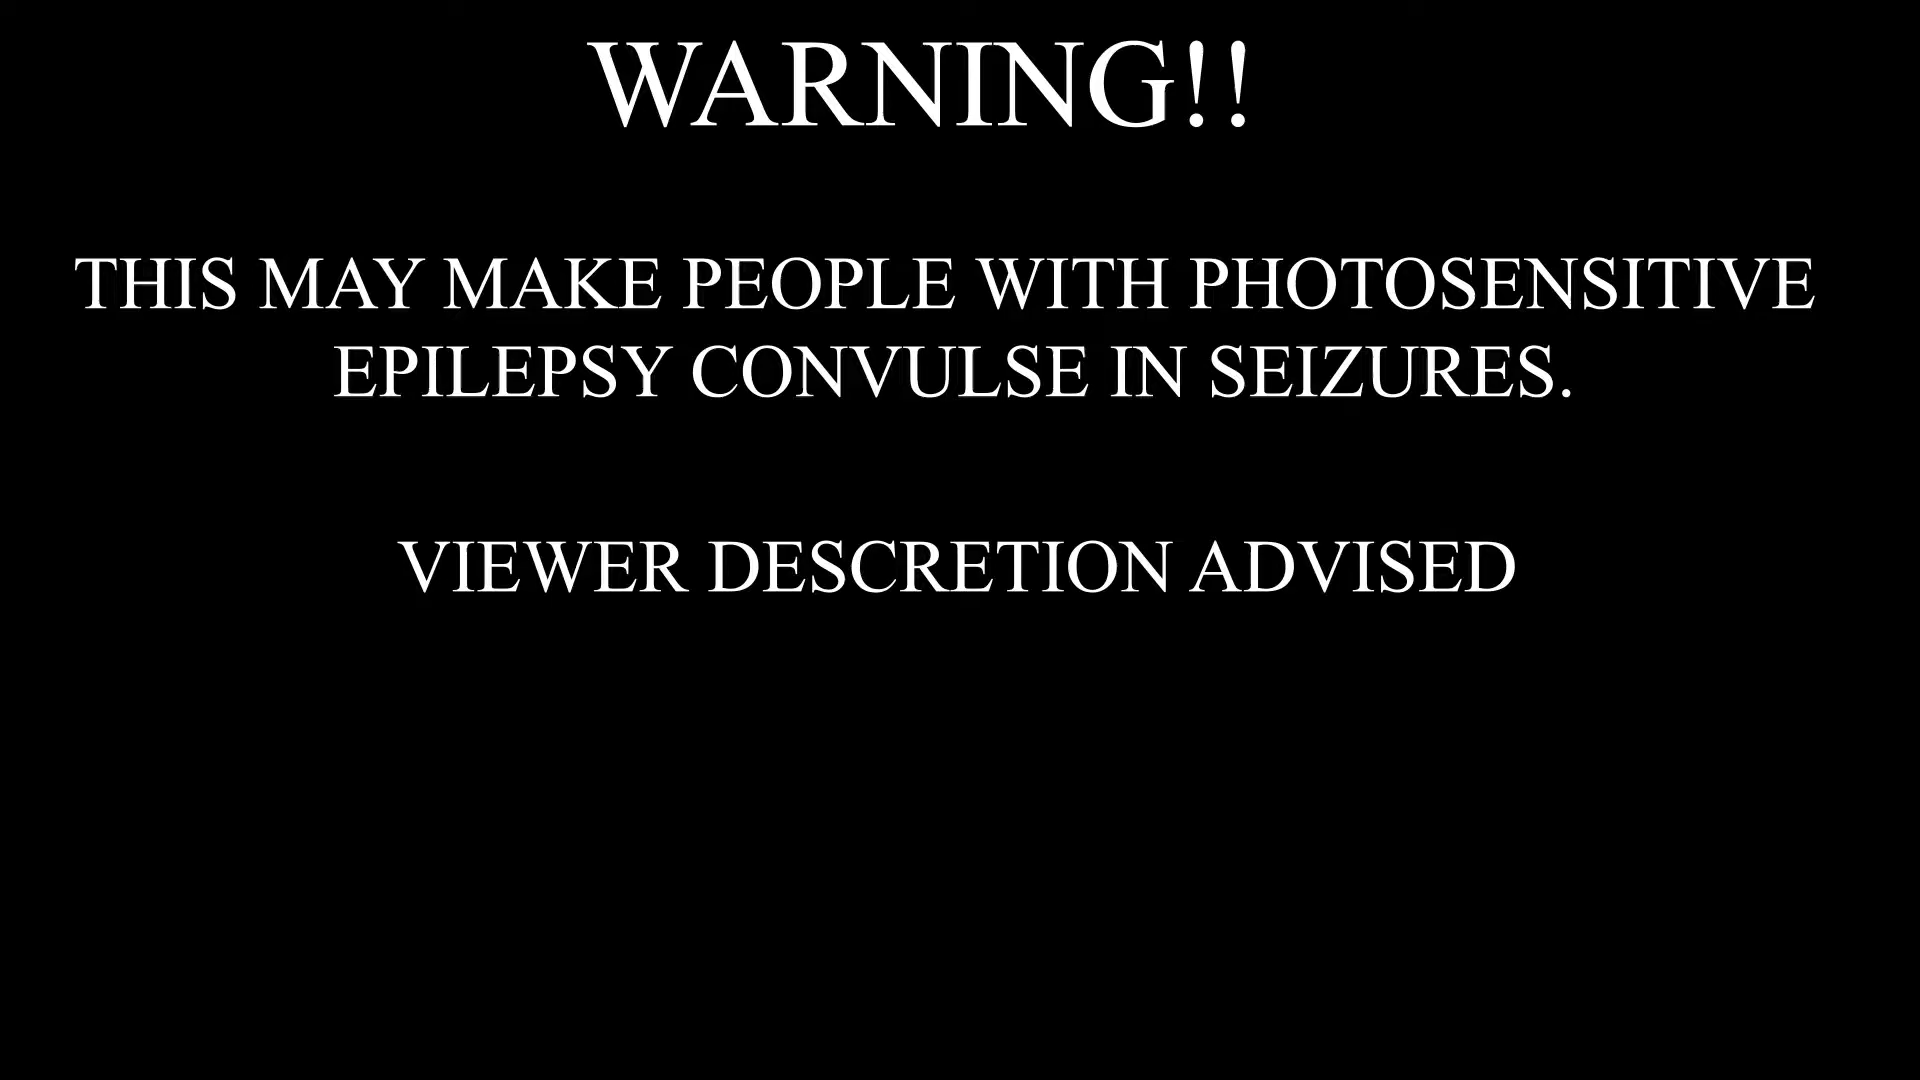 WARNING!!
THIS MAY MAKE PEOPLE WITH PHOTOSENSITIVE
EPILEPSY CONVULSE IN SEIZURES.
VIEWER DESCRETION ADVISED